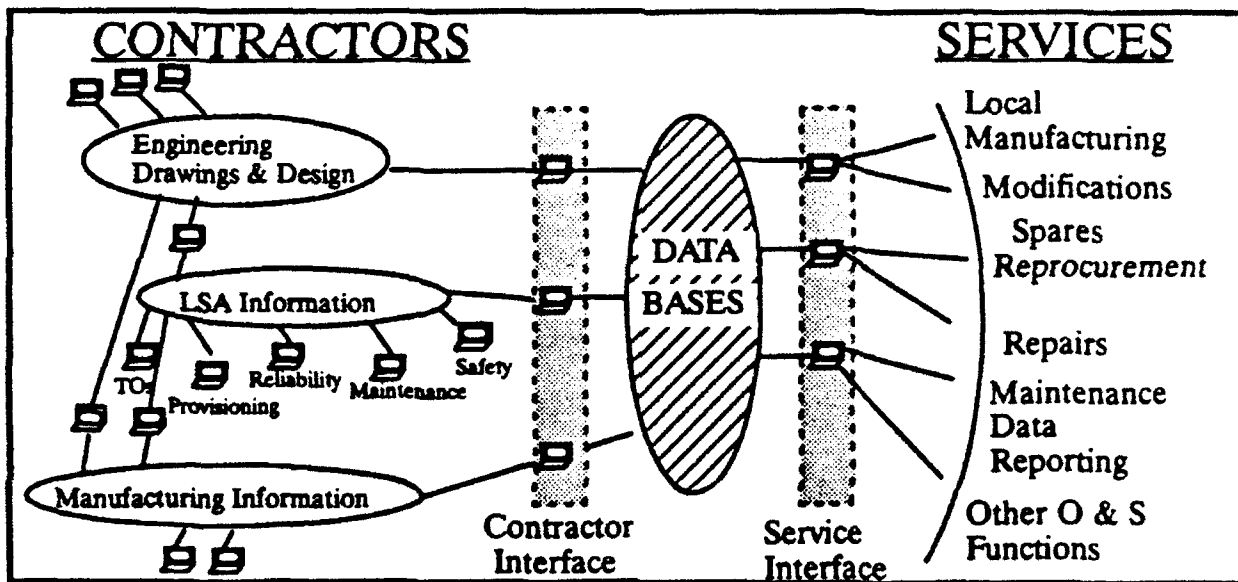 CONTRACTORS
SERVICES
Engineering
Drawings & Design
LSA Information
TO
Provisioning
Reliability
Maintenance
Safety
Manufacturing Information
Contractor
Interface
DATA
BASES
Service
Interface
Local
Manufacturing
Modifications
Spares
Reprocurement
Repairs
Maintenance
Data
Reporting
Other O & S
Functions